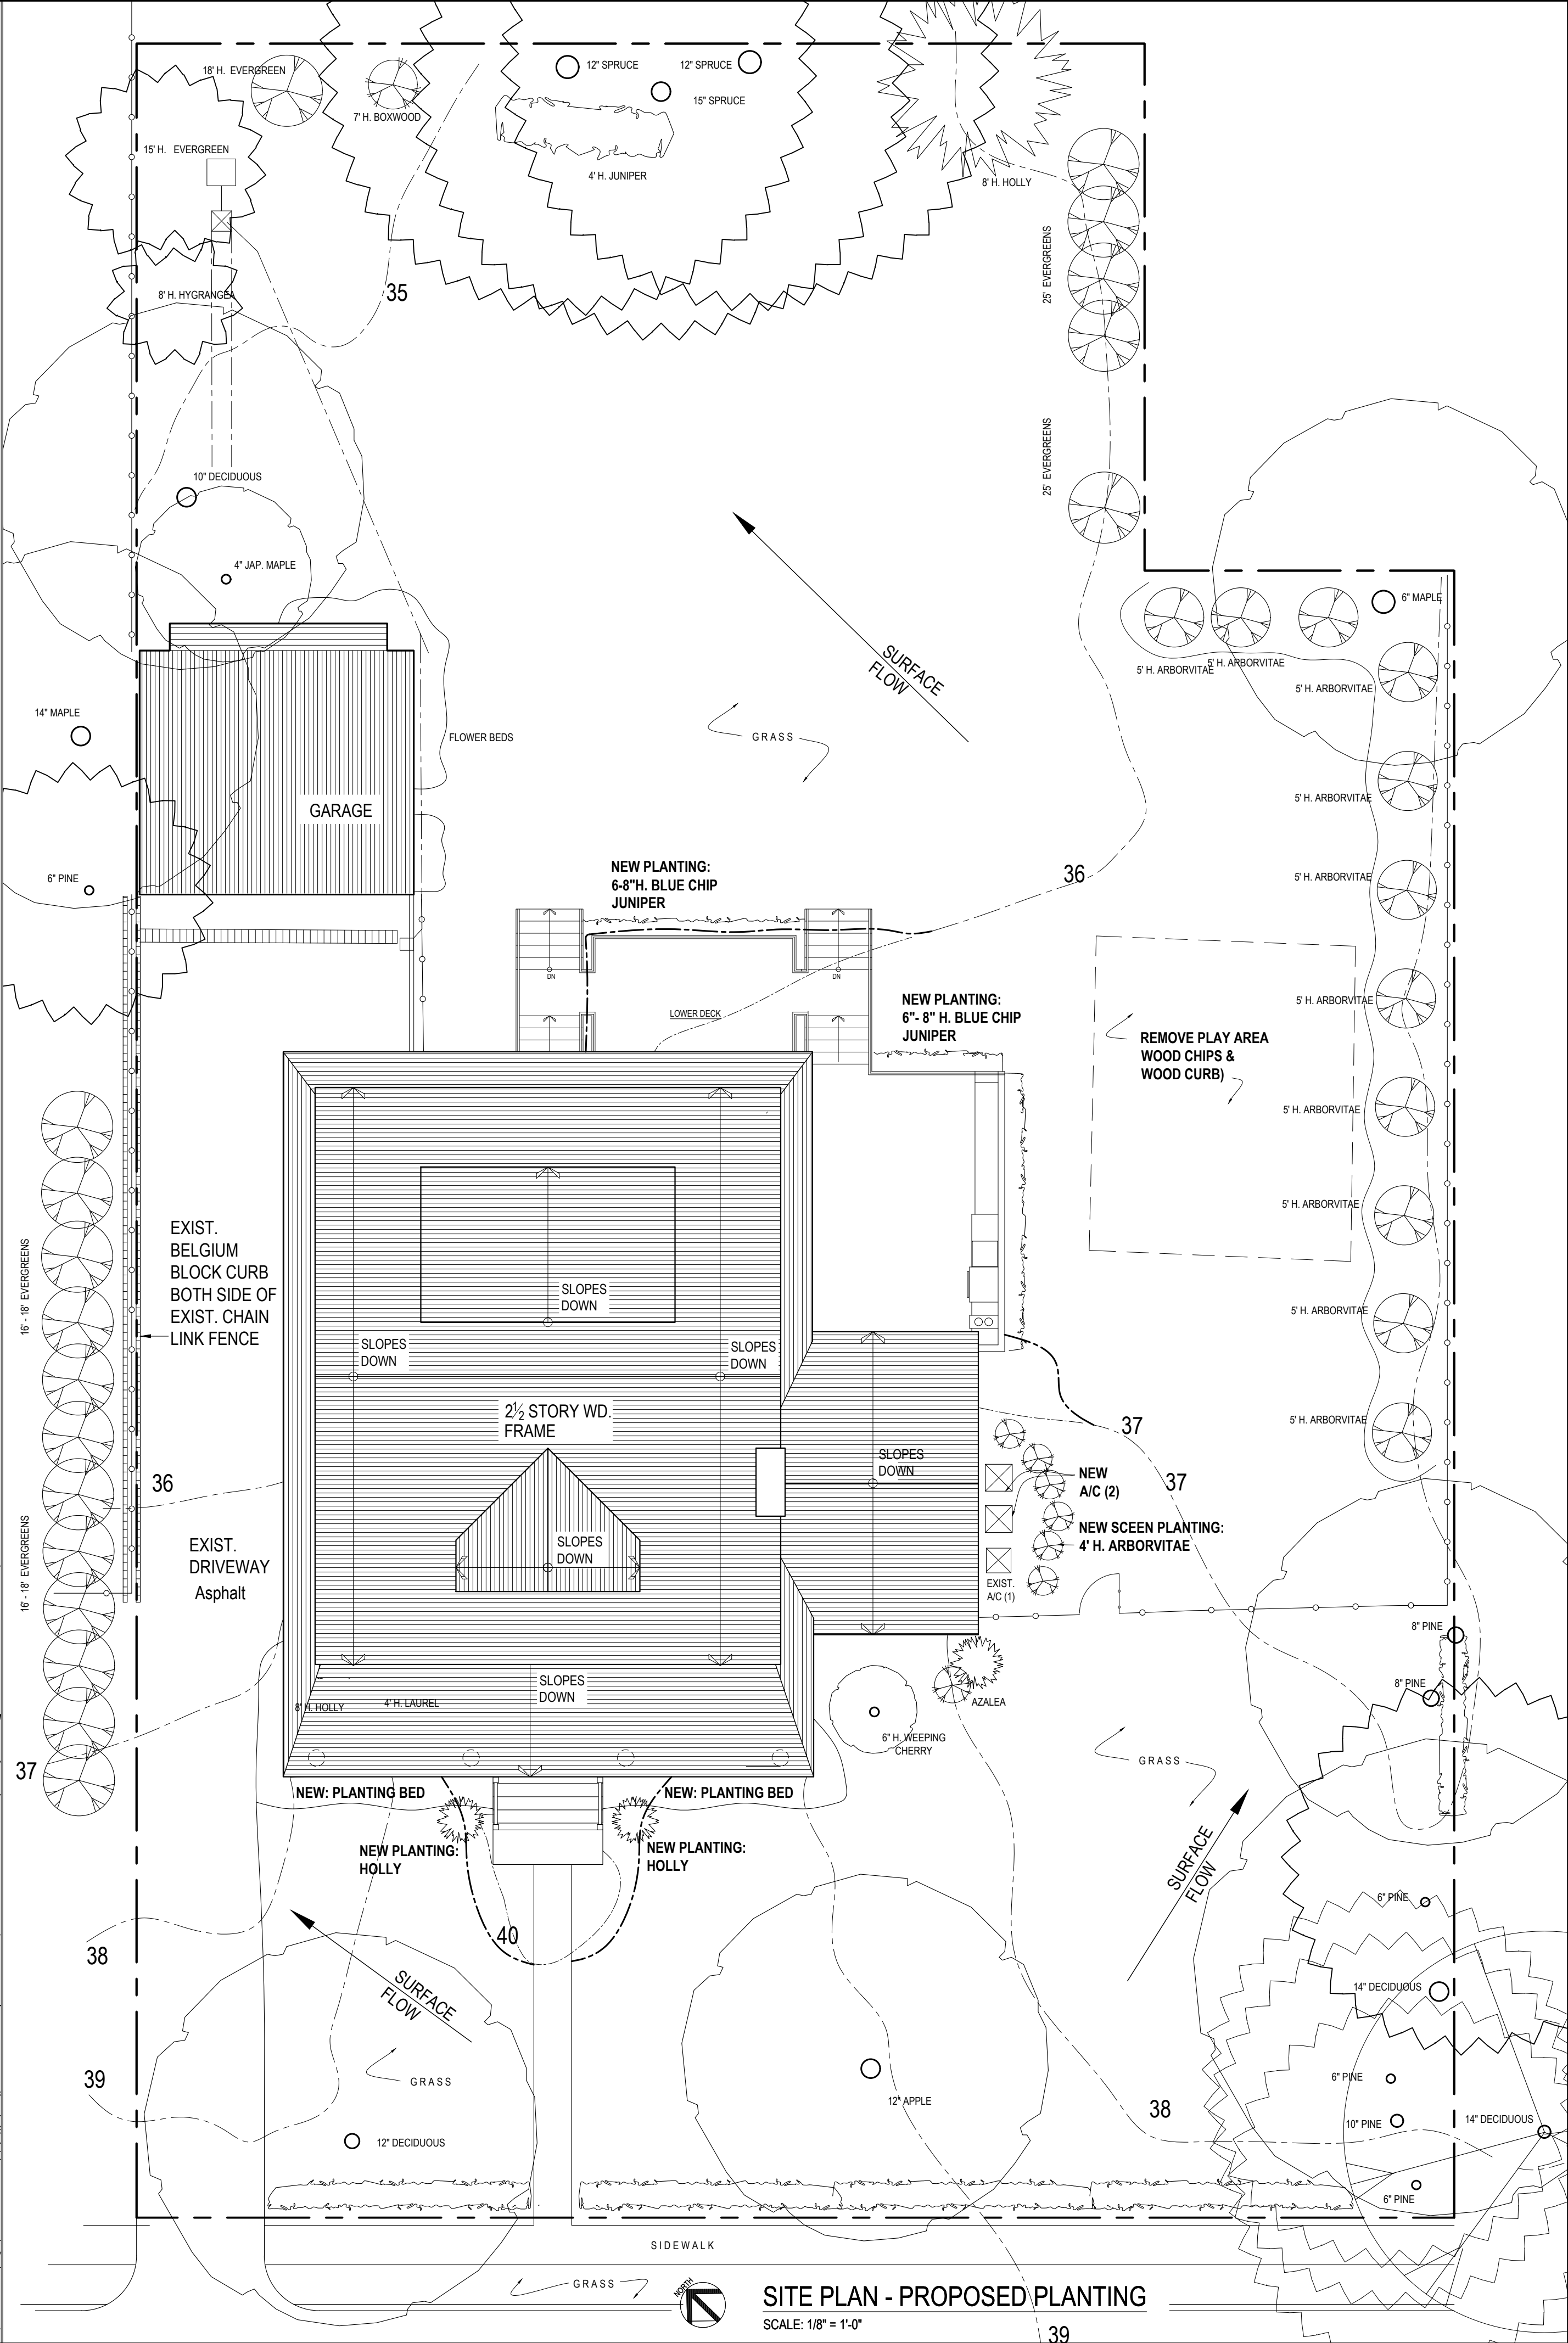 18' H. EVERGREEN
12" SPRUCE
12" SPRUCE
15" SPRUCE
7' H. BOXWOOD
15' H. EVERGREEN
4' H. JUNIPER
8' H. HOLLY
25' EVERGREENS
8' H. HYGRANGEA
35
25' EVERGREENS
10" DECIDUOUS
4" JAP. MAPLE
6" MAPLE
SURFACE
FLOW
5' H. ARBORVITAE
5' H. ARBORVITAE
5' H. ARBORVITAE
14" MAPLE
FLOWER BEDS
GRASS
5' H. ARBORVITAE
GARAGE
NEW PLANTING:
6-8"H. BLUE CHIP
JUNIPER
36
5' H. ARBORVITAE
6" PINE
DN
DN
LOWER DECK
NEW PLANTING:
6"- 8" H. BLUE CHIP
JUNIPER
5' H. ARBORVITAE
REMOVE PLAY AREA
WOOD CHIPS &
WOOD CURB)
5' H. ARBORVITAE
5' H. ARBORVITAE
16' - 18' EVERGREENS
EXIST.
BELGIUM
BLOCK CURB
BOTH SIDE OF
EXIST. CHAIN
LINK FENCE
SLOPES
DOWN
5' H. ARBORVITAE
SLOPES
DOWN
SLOPES
DOWN
2½ STORY WD.
FRAME
37
5' H. ARBORVITAE
SLOPES
DOWN
36
NEW
A/C (2)
37
NEW SCEEN PLANTING:
4' H. ARBORVITAE
16' - 18' EVERGREENS
EXIST.
DRIVEWAY
Asphalt
SLOPES
DOWN
EXIST.
A/C (1)
8" PINE
8" PINE
SLOPES
DOWN
8' H. HOLLY
4' H. LAUREL
AZALEA
6" H. WEEPING
CHERRY
37
GRASS
NEW: PLANTING BED
NEW: PLANTING BED
NEW PLANTING:
HOLLY
NEW PLANTING:
HOLLY
SURFACE
FLOW
6" PINE
40
38
SURFACE
FLOW
14" DECIDUOUS
39
GRASS
6" PINE
12" APPLE
38
10" PINE
14" DECIDUOUS
12" DECIDUOUS
6" PINE
SIDEWALK
GRASS
NORTH
SITE PLAN - PROPOSED PLANTING
SCALE: 1/8" = 1'-0"
39